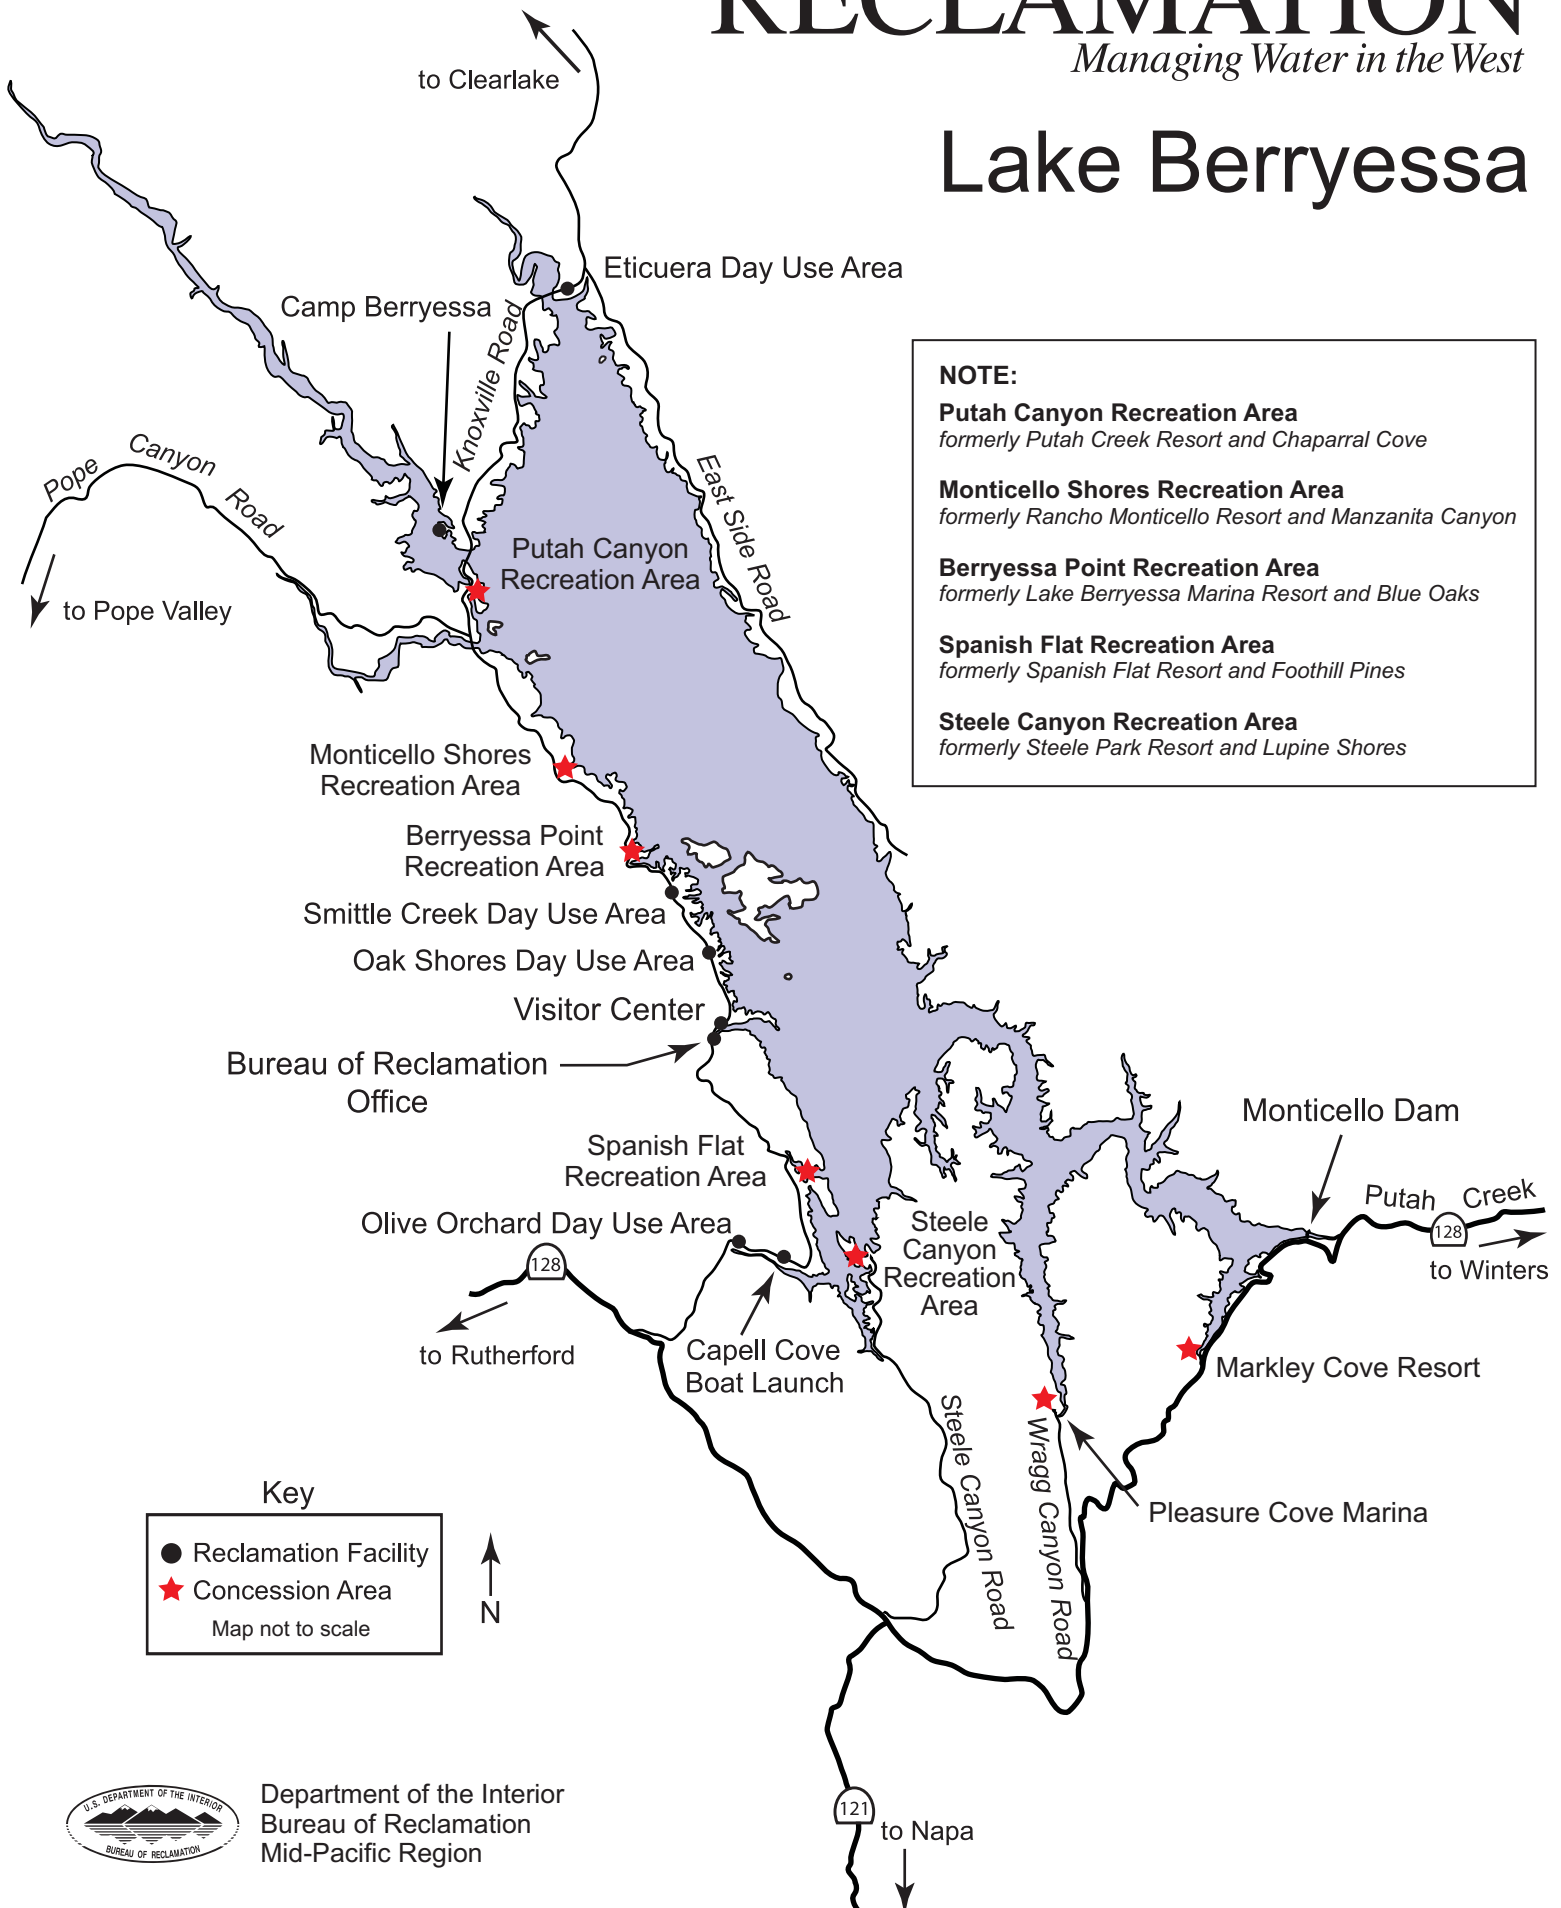 RECLAMATION
Managing Water in the West
Lake Berryessa
to Clearlake
Eticuera Day Use Area
Camp Berryessa
Knoxville Road
NOTE:
Putah Canyon Recreation Area
formerly Putah Creek Resort and Chaparral Cove
Monticello Shores Recreation Area
formerly Rancho Monticello Resort and Manzanita Canyon
Berryessa Point Recreation Area
formerly Lake Berryessa Marina Resort and Blue Oaks
Spanish Flat Recreation Area
formerly Spanish Flat Resort and Foothill Pines
Steele Canyon Recreation Area
formerly Steele Park Resort and Lupine Shores
Pope Canyon Road
East Side Road
Putah Canyon
Recreation Area
to Pope Valley
Monticello Shores
Recreation Area
Berryessa Point
Recreation Area
Smittle Creek Day Use Area
Oak Shores Day Use Area
Visitor Center
Bureau of Reclamation
Office
Monticello Dam
Spanish Flat
Recreation Area
Putah Creek
128
to Winters
Olive Orchard Day Use Area
Steele
Canyon
Recreation
Area
128
to Rutherford
Capell Cove
Boat Launch
Markley Cove Resort
Steele Canyon Road
Wragg Canyon Road
Pleasure Cove Marina
Key
Reclamation Facility
Concession Area
Map not to scale
N
121
to Napa
U.S. DEPARTMENT OF THE INTERIOR
BUREAU OF RECLAMATION
Department of the Interior
Bureau of Reclamation
Mid-Pacific Region